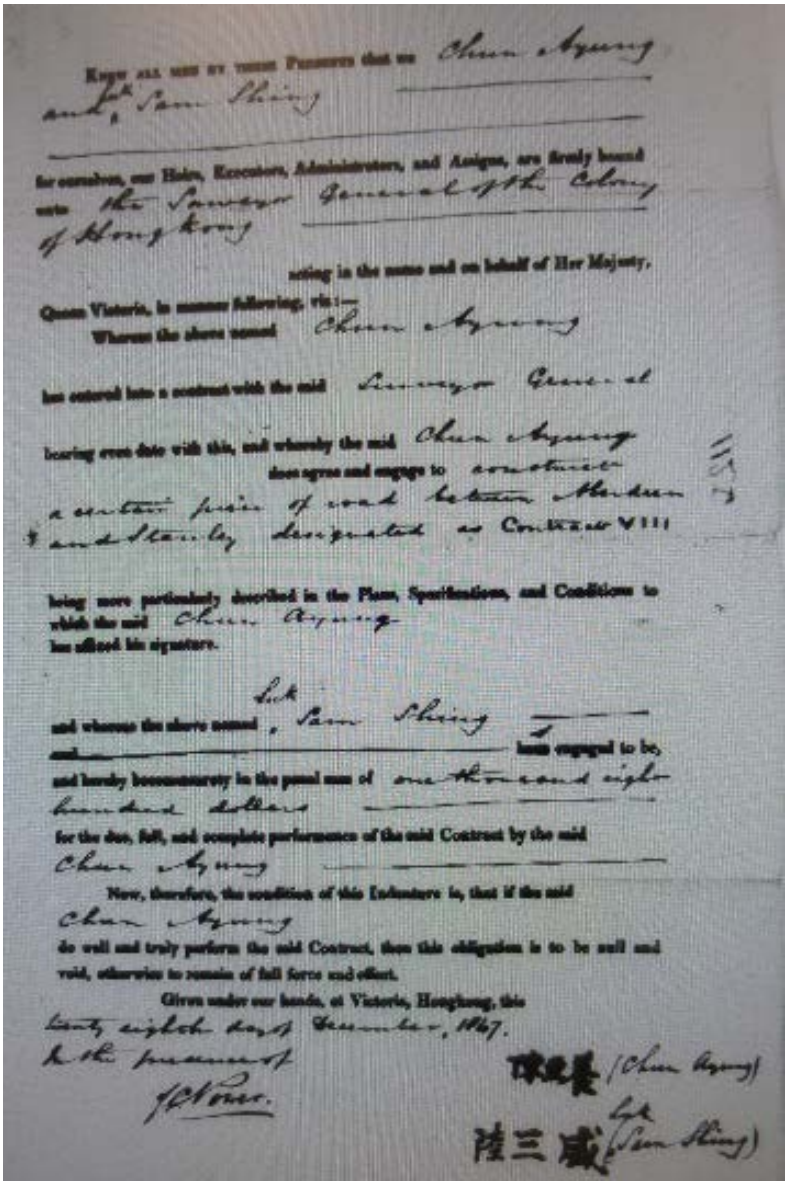 KNOW ALL MEN BY THESE PRESENTS that we Chun Ayung
and Luk Sam Shing
for ourselves, our Heirs, Executors, Administrators, and Assigns, are firmly bound
unto the Surveyor General of the Colony
of Hongkong
acting in the name and on behalf of Her Majesty,
Queen Victoria, in manner following, viz:—
Whereas the above named Chun Ayung
has entered into a contract with the said Surveyor General
bearing even date with this, and whereby the said Chun Ayung
does agree and engage to construct
a certain piece of road between Aberdeen
and Stanley designated as Contract VIII
being more particularly described in the Plans, Specifications, and Conditions to
which the said Chun Ayung
has affixed his signature.
and whereas the above named Luk Sam Shing
and engaged to be,
and hereby become surety in the penal sum of one thousand eight
hundred dollars
for the due, full, and complete performance of the said Contract by the said
Chun Ayung
Now, therefore, the condition of this Indenture is, that if the said
Chun Ayung
do well and truly perform the said Contract, then this obligation is to be null and
void, otherwise to remain of full force and effect.
Given under our hands, at Victoria, Hongkong, this
twenty eighth day of December, 1847.
In the presence of
陳 (Chun Ayung)
J C Power.
陸三 (Luk Sam Shing)